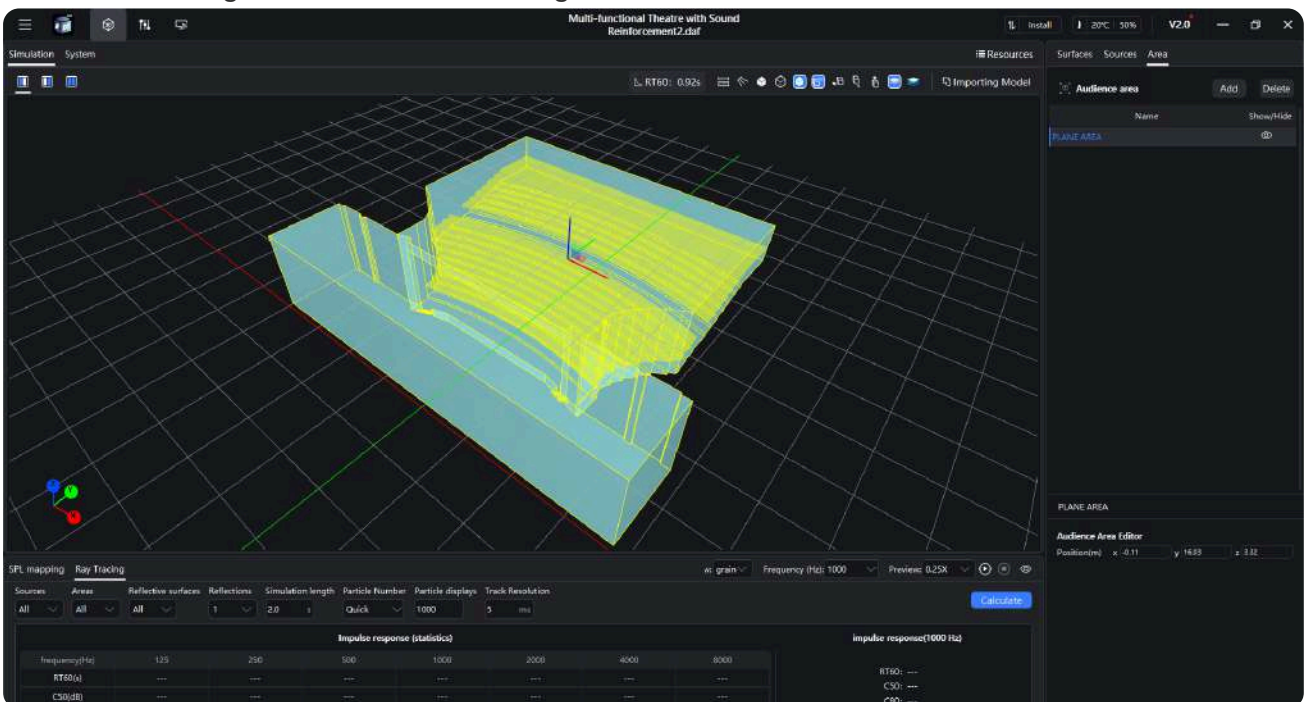 Multi-functional Theatre with Sound
Reinforcement2.daf
Install
20℃ 50%
V2.0
Simulation System
Resources
Surfaces Sources Area
RT60: 0.92s
Importing Model
Audience area Add Delete
Name Show/Hide
PLANE AREA
Z
Y
X
PLANE AREA
Audience Area Editor
Position(m) x -0.11 y 16.03 z 3.32
SPL mapping Ray Tracing
grain Frequency (Hz): 1000 Preview: 0.25X
Sources Areas Reflective surfaces Reflections Simulation length Particle Number Particle displays Track Resolution
All All All 1 2.0 s Quick 1000 5 ms
Calculate
Impulse response (statistics) impulse response(1000 Hz)
frequency(Hz) 125 250 500 1000 2000 4000 8000
RT60(s) --- --- --- --- --- --- ---
C50(dB) --- --- --- --- --- --- ---
RT60: ---
C50: ---
C80: ---